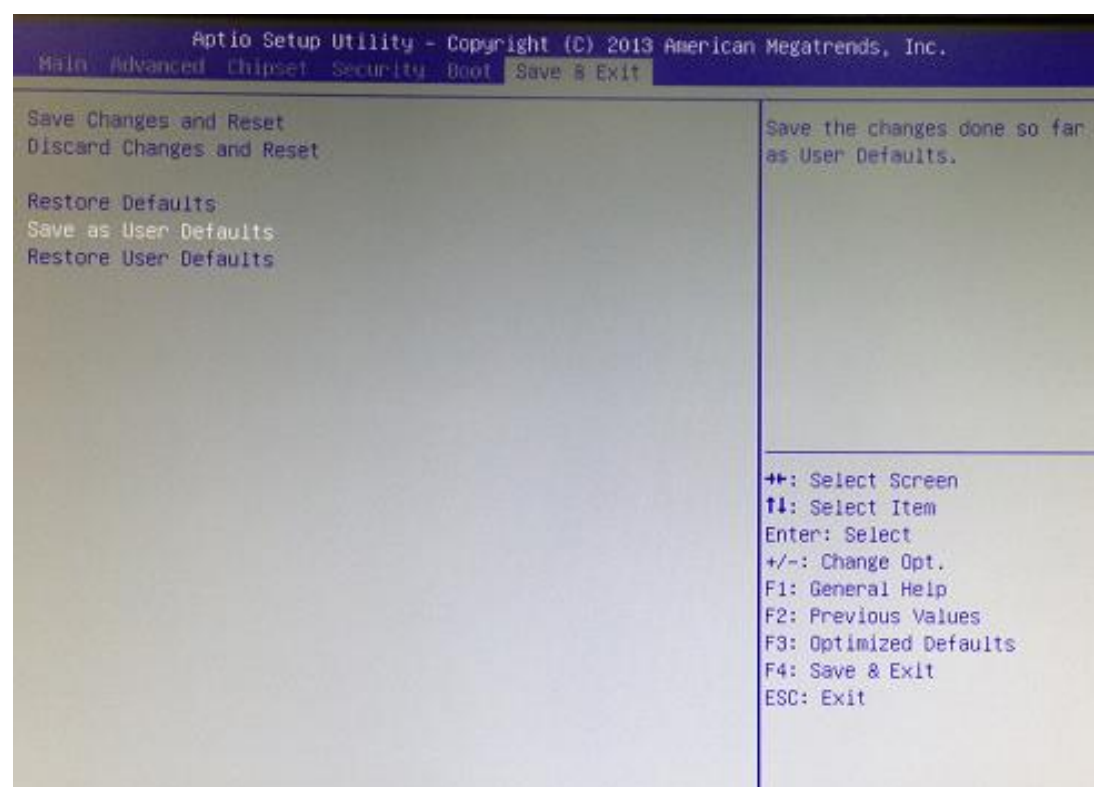 Aptio Setup Utility - Copyright (C) 2013 American Megatrends, Inc.
Main Advanced Chipset Security Boot Save & Exit
Save Changes and Reset
Discard Changes and Reset
Restore Defaults
Save as User Defaults
Restore User Defaults
Save the changes done so far
as User Defaults.
→←: Select Screen
↑↓: Select Item
Enter: Select
+/-: Change Opt.
F1: General Help
F2: Previous Values
F3: Optimized Defaults
F4: Save & Exit
ESC: Exit